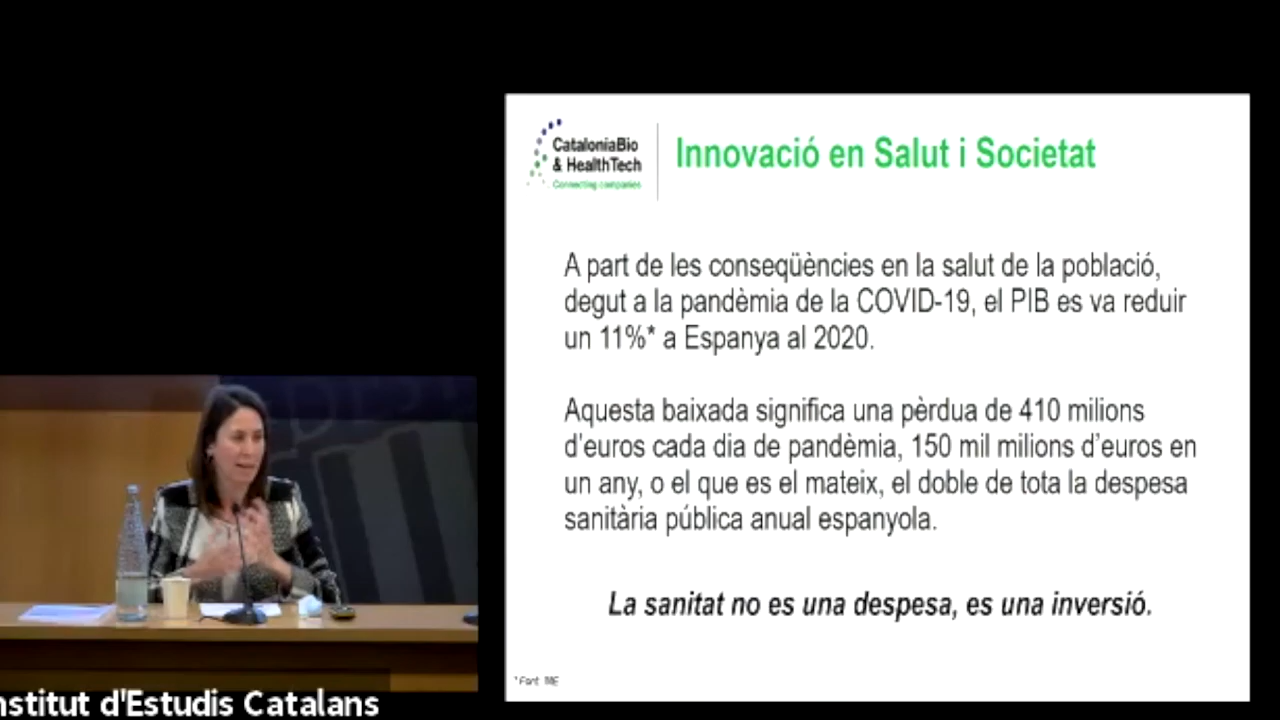 CataloniaBio
& HealthTech
Connecting companies
Innovació en Salut i Societat
A part de les conseqüències en la salut de la població,
degut a la pandèmia de la COVID-19, el PIB es va reduir
un 11%* a Espanya al 2020.
Aquesta baixada significa una pèrdua de 410 milions
d'euros cada dia de pandèmia, 150 mil milions d'euros en
un any, o el que es el mateix, el doble de tota la despesa
sanitària pública anual espanyola.
La sanitat no es una despesa, es una inversió.
nstitut d'Estudis Catalans